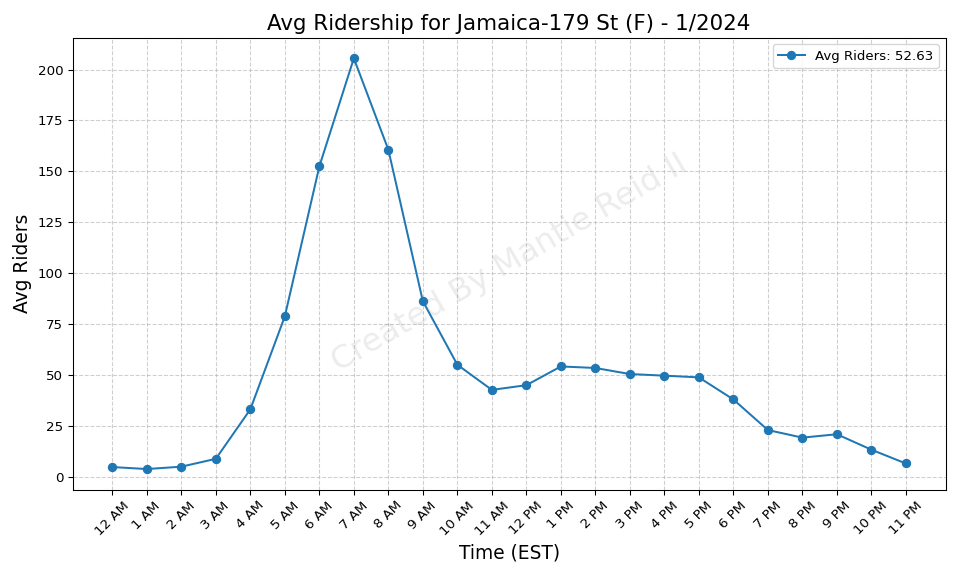 Avg Ridership for Jamaica-179 St (F) - 1/2024
Avg Riders: 52.63
200
175
150
125
100
75
50
25
0
Avg Riders
Created By Mantle Reid II
12 AM
1 AM
2 AM
3 AM
4 AM
5 AM
6 AM
7 AM
8 AM
9 AM
10 AM
11 AM
12 PM
1 PM
2 PM
3 PM
4 PM
5 PM
6 PM
7 PM
8 PM
9 PM
10 PM
11 PM
Time (EST)